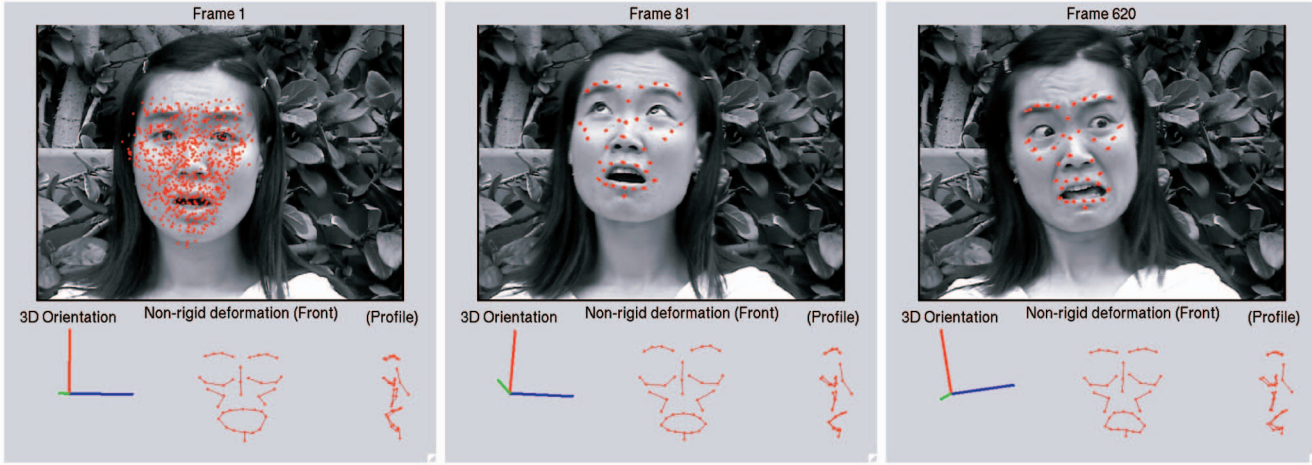 Frame 1
3D Orientation
Non-rigid deformation (Front)
(Profile)
Frame 81
3D Orientation
Non-rigid deformation (Front)
(Profile)
Frame 620
3D Orientation
Non-rigid deformation (Front)
(Profile)